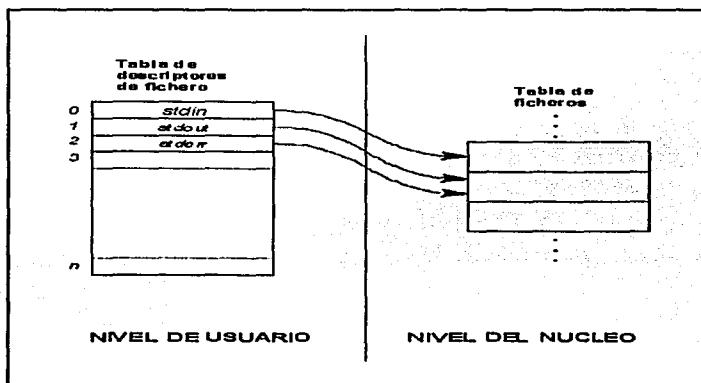 Tabla de
descriptores
de fichero
0 stdin
1 stdout
2 stderr
3
n
NIVEL DE USUARIO
Tabla de
ficheros
NIVEL DEL NUCLEO